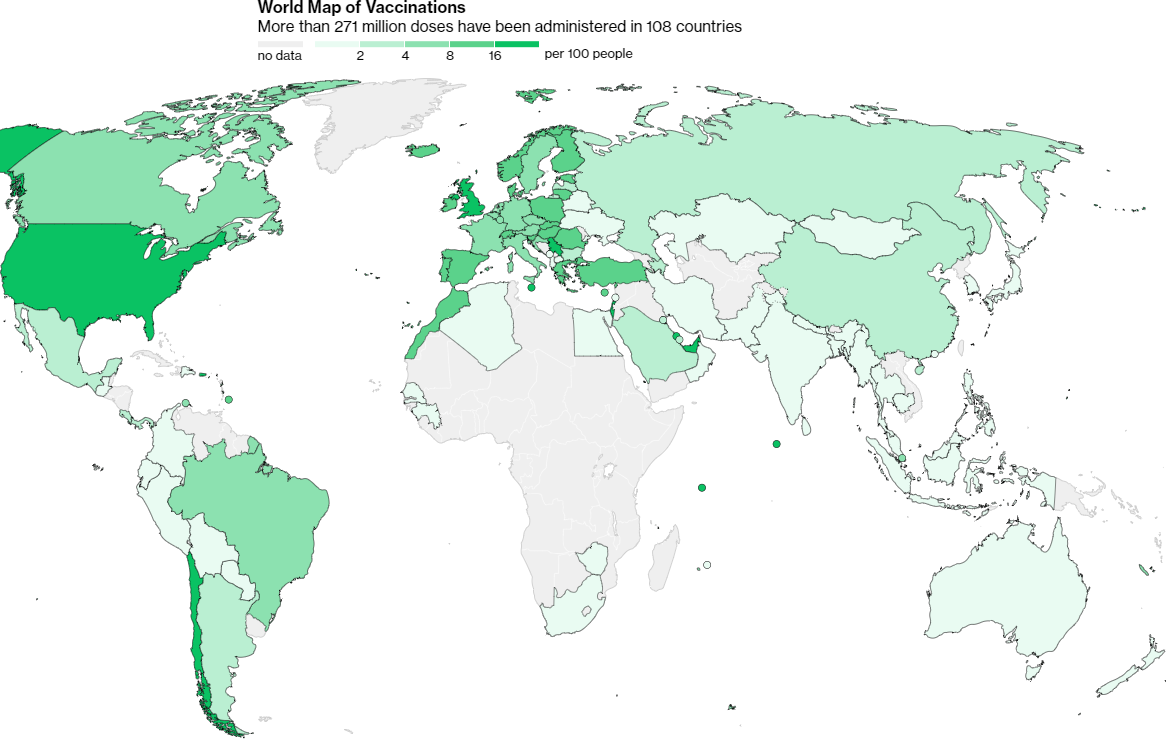 World Map of Vaccinations
More than 271 million doses have been administered in 108 countries
no data 2 4 8 16 per 100 people